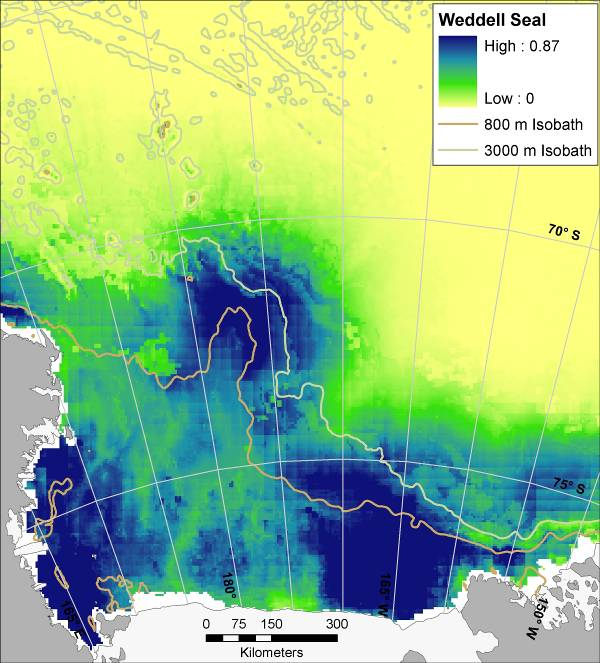 Weddell Seal
High : 0.87
Low : 0
800 m Isobath
3000 m Isobath
70° S
75° S
180°
165° W
165° E
150° W
0 75 150 300
Kilometers